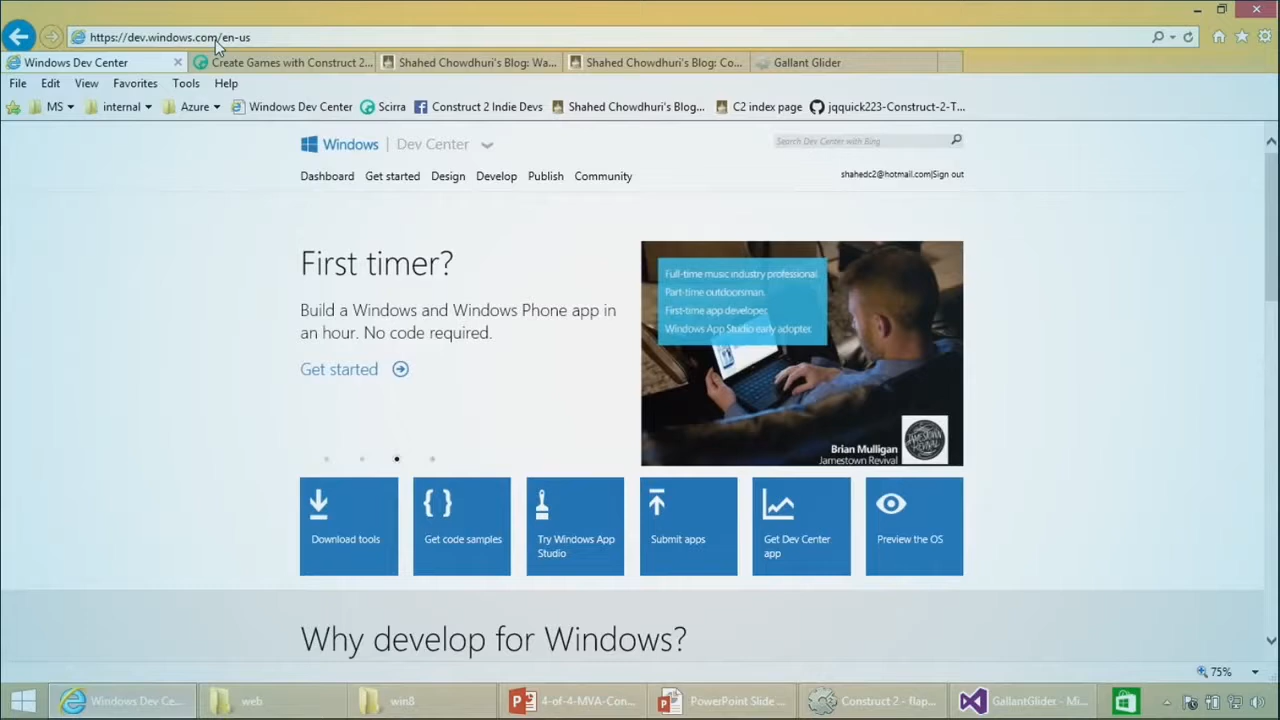 https://dev.windows.com/en-us
Windows Dev Center
Create Games with Construct 2...
Shahed Chowdhuri's Blog: Wa...
Shahed Chowdhuri's Blog: Co...
Gallant Glider
File Edit View Favorites Tools Help
MS internal Azure Windows Dev Center Scirra Construct 2 Indie Devs Shahed Chowdhuri's Blog... C2 index page jqquick223-Construct-2-T...
Windows | Dev Center
Search Dev Center with Bing
Dashboard Get started Design Develop Publish Community
shahedc2@hotmail.com|Sign out
First timer?
Build a Windows and Windows Phone app in
an hour. No code required.
Get started
Full-time music industry professional.
Part-time outdoorsman.
First-time app developer.
Windows App Studio early adopter.
Brian Mulligan
Jamestown Revival
JAMESTOWN
REVIVAL
Download tools
Get code samples
Try Windows App
Studio
Submit apps
Get Dev Center
app
Preview the OS
Why develop for Windows?
75%
Windows Dev Ce...
web
win8
4-of-4-MVA-Con...
PowerPoint Slide ...
Construct 2 - flap...
GallantGlider - Mi...